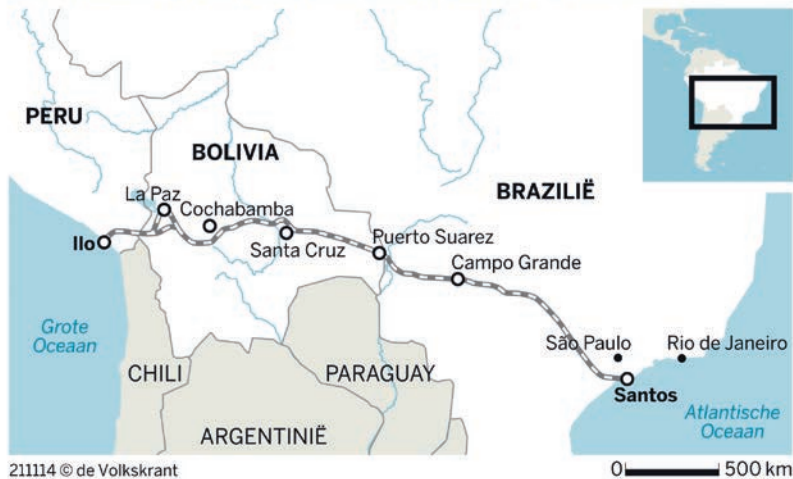 PERU
BOLIVIA
BRAZILIË
La Paz
Cochabamba
Ilo
Santa Cruz
Puerto Suarez
Campo Grande
Grote
Oceaan
CHILI
PARAGUAY
São Paulo
Rio de Janeiro
Santos
ARGENTINIË
Atlantische
Oceaan
211114 © de Volkskrant
0 500 km